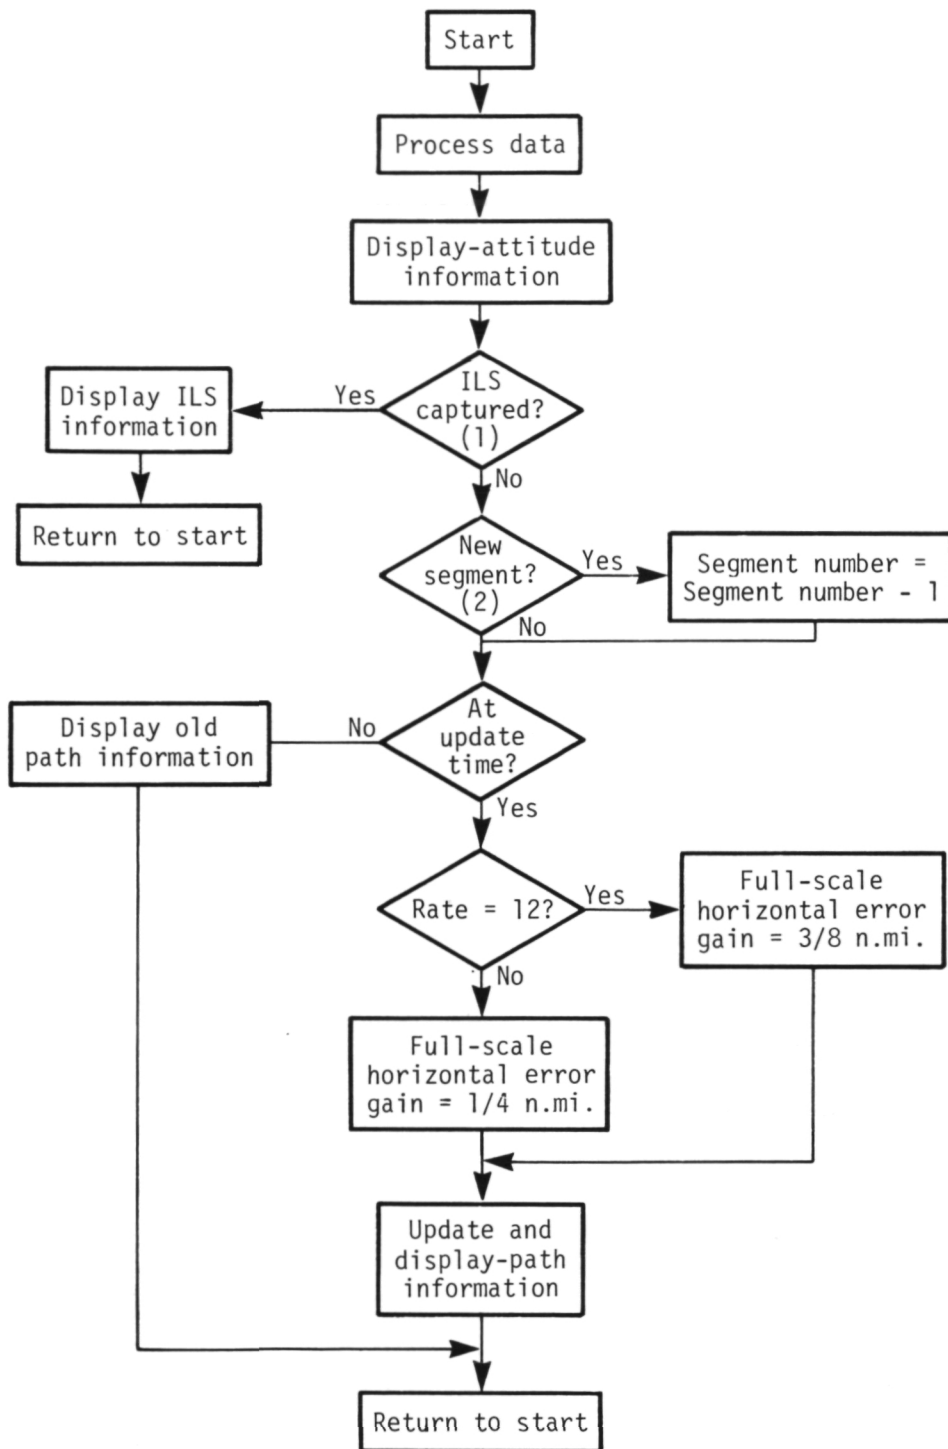 Start
Process data
Display-attitude
information
ILS
captured?
(1)
Yes
Display ILS
information
Return to start
No
New
segment?
(2)
Yes
Segment number =
Segment number - 1
No
At
update
time?
No
Display old
path information
Yes
Rate = 12?
Yes
Full-scale
horizontal error
gain = 3/8 n.mi.
No
Full-scale
horizontal error
gain = 1/4 n.mi.
Update and
display-path
information
Return to start